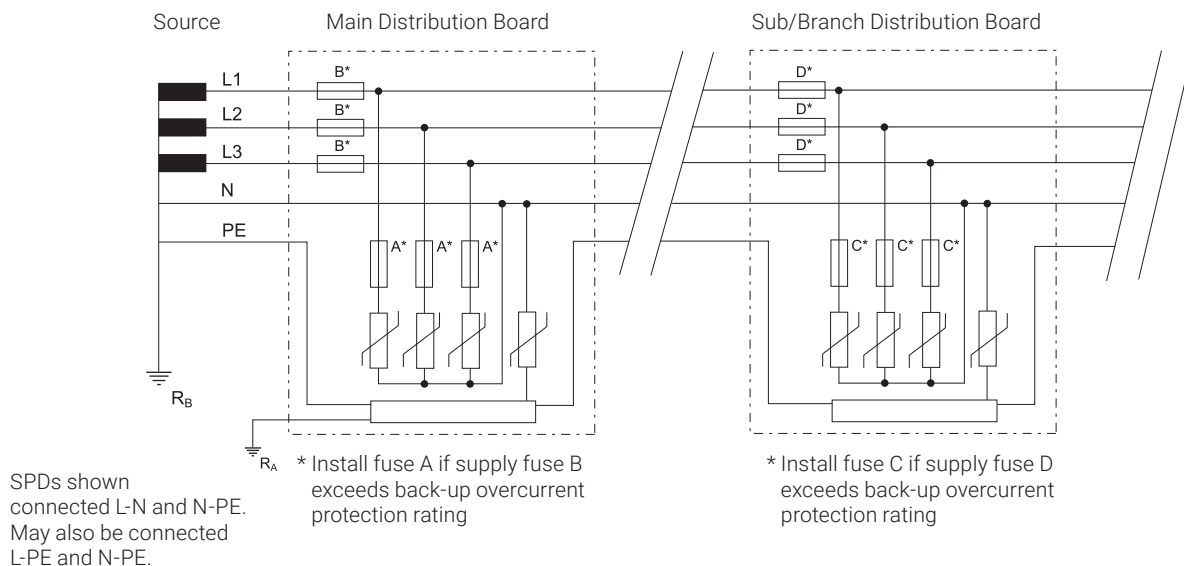 Source
Main Distribution Board
Sub/Branch Distribution Board
L1
B*
D*
L2
B*
D*
L3
B*
D*
N
PE
A*
A*
A*
C*
C*
C*
RB
RA
* Install fuse A if supply fuse B
exceeds back-up overcurrent
protection rating
* Install fuse C if supply fuse D
exceeds back-up overcurrent
protection rating
SPDs shown
connected L-N and N-PE.
May also be connected
L-PE and N-PE.